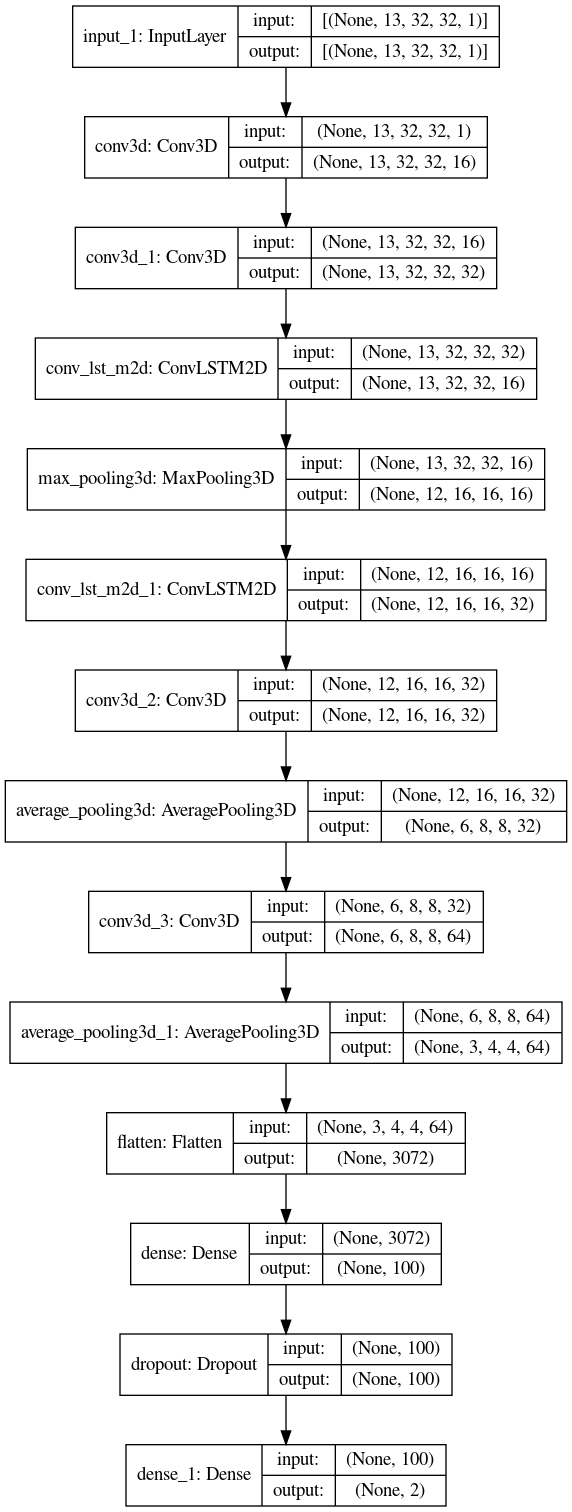 input_1: InputLayer
input: [(None, 13, 32, 32, 1)]
output: [(None, 13, 32, 32, 1)]
conv3d: Conv3D
input: (None, 13, 32, 32, 1)
output: (None, 13, 32, 32, 16)
conv3d_1: Conv3D
input: (None, 13, 32, 32, 16)
output: (None, 13, 32, 32, 32)
conv_lst_m2d: ConvLSTM2D
input: (None, 13, 32, 32, 32)
output: (None, 13, 32, 32, 16)
max_pooling3d: MaxPooling3D
input: (None, 13, 32, 32, 16)
output: (None, 12, 16, 16, 16)
conv_lst_m2d_1: ConvLSTM2D
input: (None, 12, 16, 16, 16)
output: (None, 12, 16, 16, 32)
conv3d_2: Conv3D
input: (None, 12, 16, 16, 32)
output: (None, 12, 16, 16, 32)
average_pooling3d: AveragePooling3D
input: (None, 12, 16, 16, 32)
output: (None, 6, 8, 8, 32)
conv3d_3: Conv3D
input: (None, 6, 8, 8, 32)
output: (None, 6, 8, 8, 64)
average_pooling3d_1: AveragePooling3D
input: (None, 6, 8, 8, 64)
output: (None, 3, 4, 4, 64)
flatten: Flatten
input: (None, 3, 4, 4, 64)
output: (None, 3072)
dense: Dense
input: (None, 3072)
output: (None, 100)
dropout: Dropout
input: (None, 100)
output: (None, 100)
dense_1: Dense
input: (None, 100)
output: (None, 2)